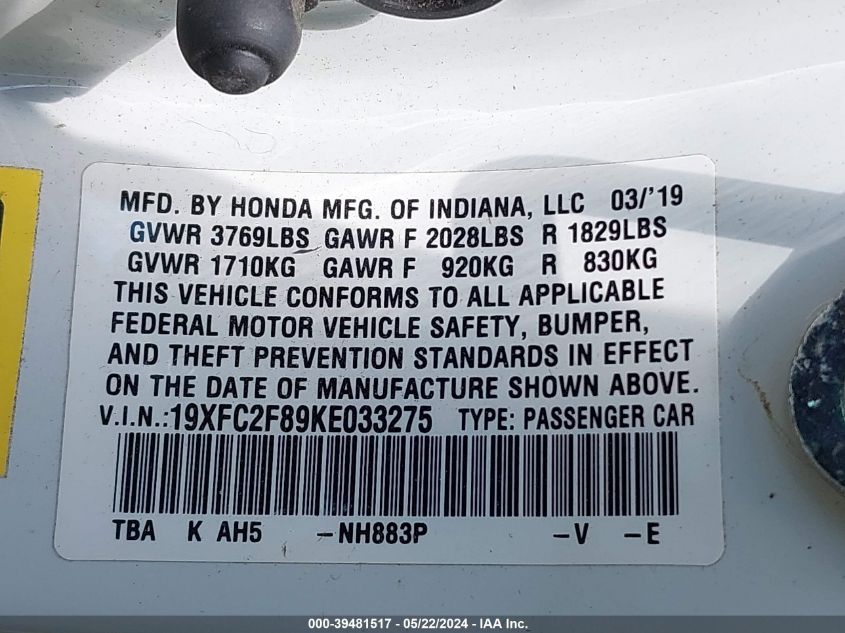 MFD. BY HONDA MFG. OF INDIANA, LLC 03/'19
GVWR 3769LBS GAWR F 2028LBS R 1829LBS
GVWR 1710KG GAWR F 920KG R 830KG
THIS VEHICLE CONFORMS TO ALL APPLICABLE
FEDERAL MOTOR VEHICLE SAFETY, BUMPER,
AND THEFT PREVENTION STANDARDS IN EFFECT
ON THE DATE OF MANUFACTURE SHOWN ABOVE.
V.I.N.:19XFC2F89KE033275 TYPE: PASSENGER CAR
TBA K AH5 -NH883P -V -E
000-39481517 - 05/22/2024 - IAA Inc.